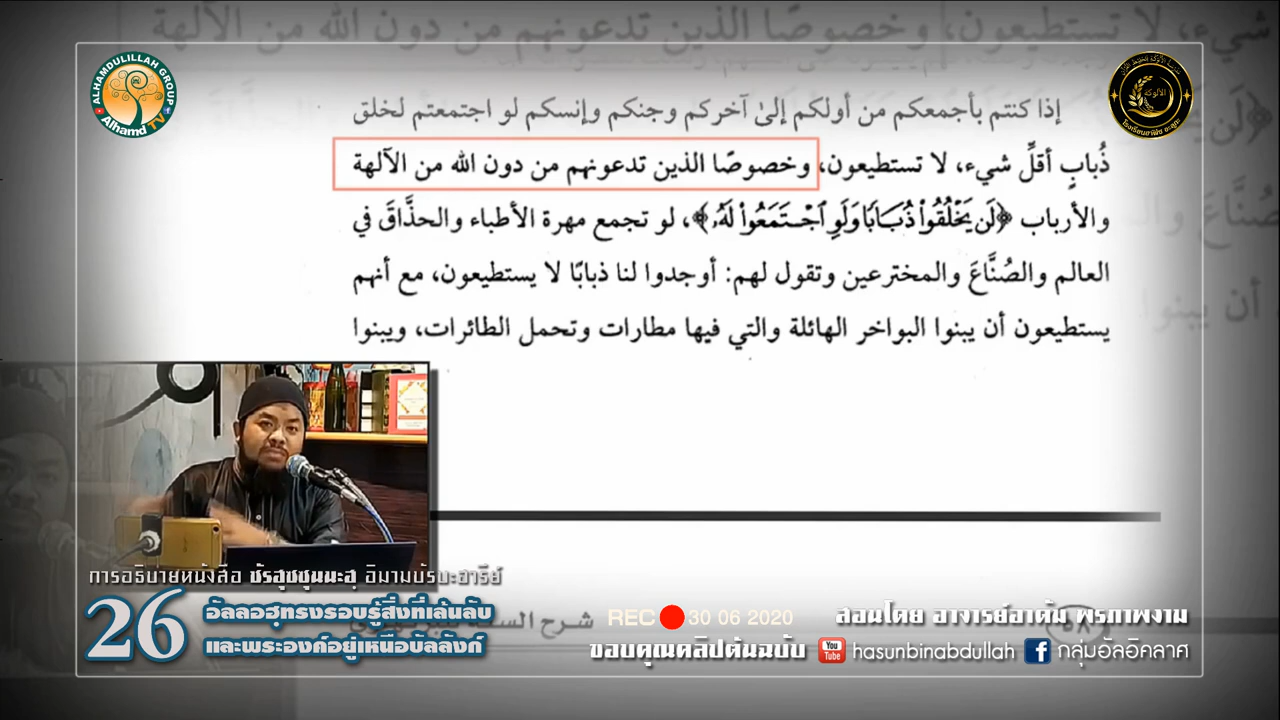 ALHAMDULILLAH GROUP
Alhamd TV
الألوكة
إذا كنتم بأجمعكم من أولكم إلىٰ آخركم وجنكم وإنسكم لو اجتمعتم لخلق
ذُبابٍ أقلِّ شيء، لا تستطيعون، وخصوصًا الذين تدعونهم من دون الله من الآلهة
والأرباب ﴿لَن يَخْلُقُواْ ذُبَابًا وَلَوِ ٱجْتَمَعُواْ لَهُۥ﴾، لو تجمع مهرة الأطباء والحذَّاق في
العالم والصُنَّاعَ والمخترعين وتقول لهم: أوجدوا لنا ذبابًا لا يستطيعون، مع أنهم
يستطيعون أن يبنوا البواخر الهائلة والتي فيها مطارات وتحمل الطائرات، ويبنوا
การอธิบายหนังสือ ชัรฮุซซุนนะฮฺ อิมามบัรบะฮารีย์
26 อัลลอฮฺทรงรอบรู้สิ่งที่เล้นลับ
และพระองค์อยู่เหนือบัลลังก์
شرح السنة
REC 30 06 2020
สอนโดย อาจารย์อาดัม พรภาพงาม
ขอบคุณคลิปต้นฉบับ You Tube hasunbinabdullah f กลุ่มอัลอิคลาศ